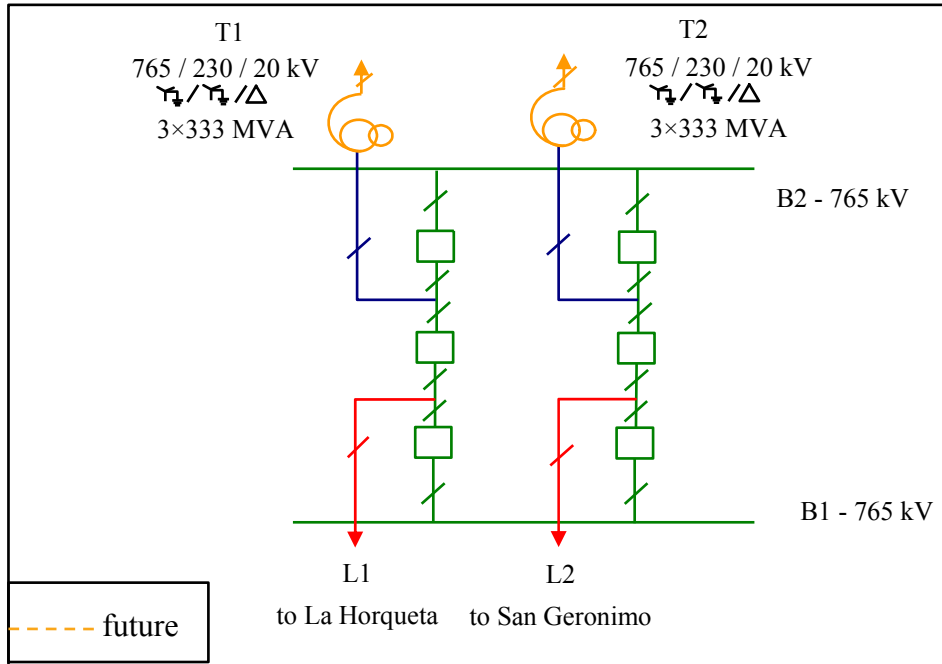 T1
765 / 230 / 20 kV
3×333 MVA
T2
765 / 230 / 20 kV
3×333 MVA
B2 - 765 kV
B1 - 765 kV
L1
to La Horqueta
L2
to San Geronimo
future